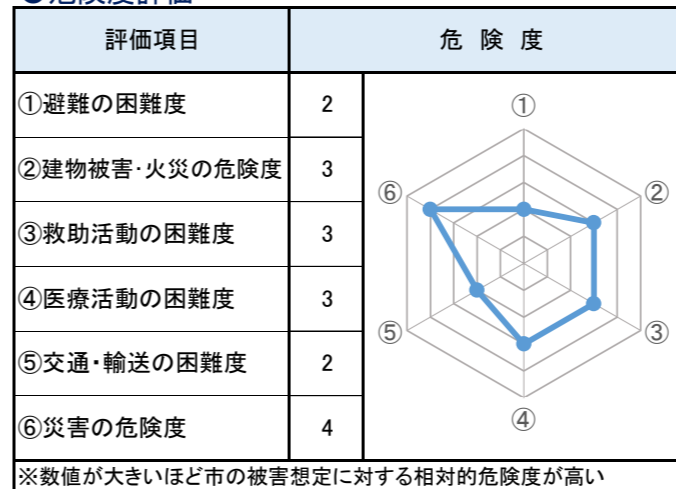 ●危険度評価
評価項目 危 険 度
①避難の困難度 2
②建物被害・火災の危険度 3
③救助活動の困難度 3
④医療活動の困難度 3
⑤交通・輸送の困難度 2
⑥災害の危険度 4
①
②
③
④
⑤
⑥
※数値が大きいほど市の被害想定に対する相対的危険度が高い